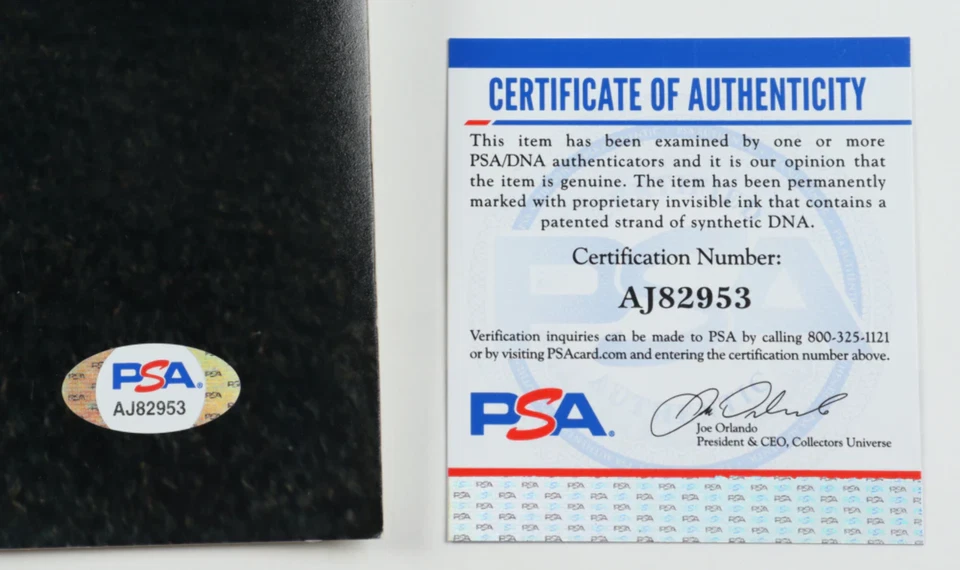 PSA
AJ82953
CERTIFICATE OF AUTHENTICITY
This item has been examined by one or more
PSA/DNA authenticators and it is our opinion that
the item is genuine. The item has been permanently
marked with proprietary invisible ink that contains a
patented strand of synthetic DNA.
Certification Number:
AJ82953
Verification inquiries can be made to PSA by calling 800-325-1121
or by visiting PSAcard.com and entering the certification number above.
PSA
Joe Orlando
President & CEO, Collectors Universe